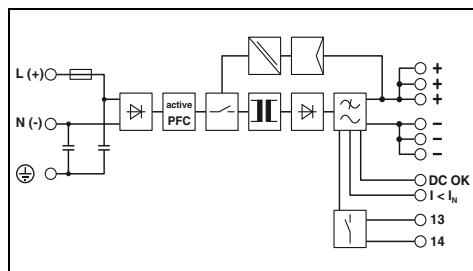 L (+)
+
+
active
PFC
+
N (-)
−
−
−
DC OK
I < IN
13
14